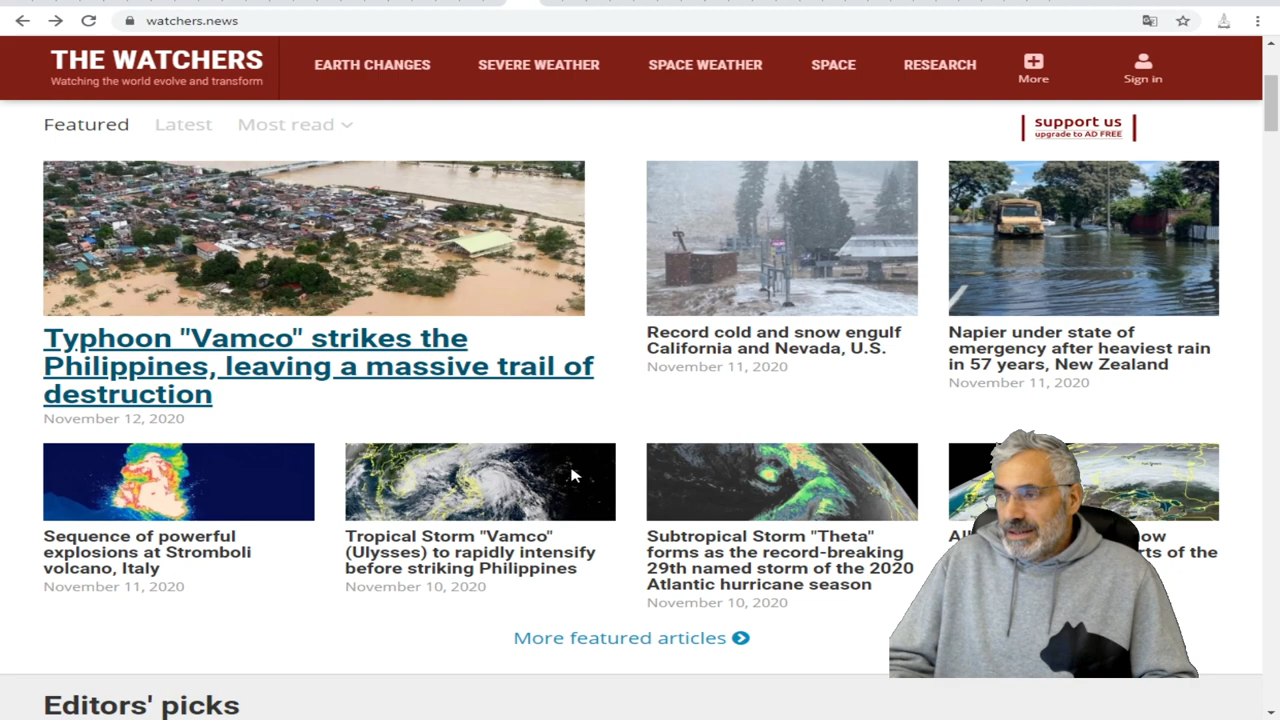 watchers.news
THE WATCHERS
Watching the world evolve and transform
EARTH CHANGES
SEVERE WEATHER
SPACE WEATHER
SPACE
RESEARCH
More
Sign in
Featured
Latest
Most read
support us
upgrade to AD FREE
Typhoon "Vamco" strikes the
Philippines, leaving a massive trail of
destruction
November 12, 2020
Record cold and snow engulf
California and Nevada, U.S.
November 11, 2020
Napier under state of
emergency after heaviest rain
in 57 years, New Zealand
November 11, 2020
Sequence of powerful
explosions at Stromboli
volcano, Italy
November 11, 2020
Tropical Storm "Vamco"
(Ulysses) to rapidly intensify
before striking Philippines
November 10, 2020
Subtropical Storm "Theta"
forms as the record-breaking
29th named storm of the 2020
Atlantic hurricane season
November 10, 2020
of the
More featured articles
Editors' picks